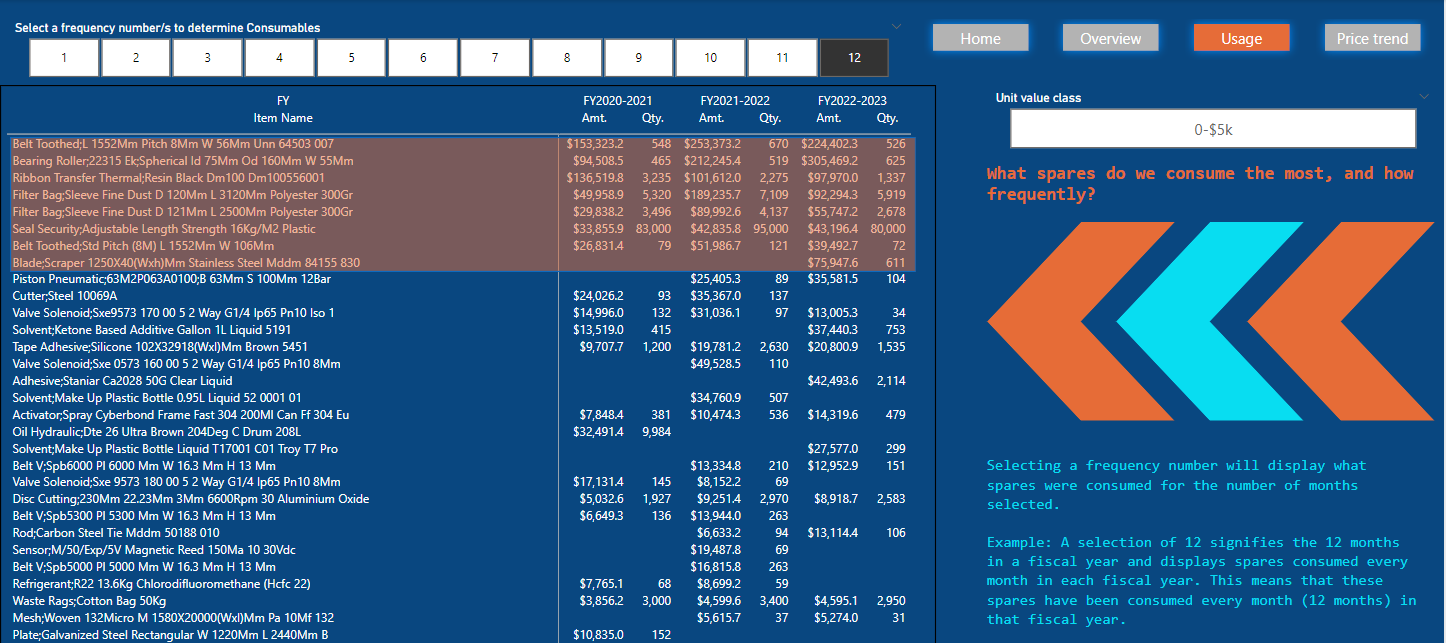 Select a frequency number/s to determine Consumables
1 2 3 4 5 6 7 8 9 10 11 12
Home Overview Usage Price trend
FY FY2020-2021 FY2021-2022 FY2022-2023
Item Name Amt. Qty. Amt. Qty. Amt. Qty.
Belt Toothed;L 1552Mm Pitch 8Mm W 56Mm Unn 64503 007 $153,323.2 548 $253,373.2 670 $224,402.3 526
Bearing Roller;22315 Ek;Spherical Id 75Mm Od 160Mm W 55Mm $94,508.5 465 $212,245.4 519 $305,469.2 625
Ribbon Transfer Thermal;Resin Black Dm100 Dm100556001 $136,519.8 3,235 $101,612.0 2,275 $97,970.0 1,337
Filter Bag;Sleeve Fine Dust D 120Mm L 3120Mm Polyester 300Gr $49,958.9 5,320 $189,235.7 7,109 $92,294.3 5,919
Filter Bag;Sleeve Fine Dust D 121Mm L 2500Mm Polyester 300Gr $29,838.2 3,496 $89,992.6 4,137 $55,747.2 2,678
Seal Security;Adjustable Length Strength 16Kg/M2 Plastic $33,855.9 83,000 $42,835.8 95,000 $43,196.4 80,000
Belt Toothed;Std Pitch (8M) L 1552Mm W 106Mm $26,831.4 79 $51,986.7 121 $39,492.7 72
Blade;Scraper 1250X40(Wxh)Mm Stainless Steel Mddm 84155 830 $75,947.6 611
Piston Pneumatic;63M2P063A0100;B 63Mm S 100Mm 12Bar $25,405.3 89 $35,581.5 104
Cutter;Steel 10069A $24,026.2 93 $35,367.0 137
Valve Solenoid;Sxe9573 170 00 5 2 Way G1/4 Ip65 Pn10 Iso 1 $14,996.0 132 $31,036.1 97 $13,005.3 34
Solvent;Ketone Based Additive Gallon 1L Liquid 5191 $13,519.0 415 $37,440.3 753
Tape Adhesive;Silicone 102X32918(Wxl)Mm Brown 5451 $9,707.7 1,200 $19,781.2 2,630 $20,800.9 1,535
Valve Solenoid;Sxe 0573 160 00 5 2 Way G1/4 Ip65 Pn10 8Mm $49,528.5 110
Adhesive;Staniar Ca2028 50G Clear Liquid $42,493.6 2,114
Solvent;Make Up Plastic Bottle 0.95L Liquid 52 0001 01 $34,760.9 507
Activator;Spray Cyberbond Frame Fast 304 200Ml Can Ff 304 Eu $7,848.4 381 $10,474.3 536 $14,319.6 479
Oil Hydraulic;Dte 26 Ultra Brown 204Deg C Drum 208L $32,491.4 9,984
Solvent;Make Up Plastic Bottle Liquid T17001 C01 Troy T7 Pro $27,577.0 299
Belt V;Spb6000 Pl 6000 Mm W 16.3 Mm H 13 Mm $13,334.8 210 $12,952.9 151
Valve Solenoid;Sxe 9573 180 00 5 2 Way G1/4 Ip65 Pn10 8Mm $17,131.4 145 $8,152.2 69
Disc Cutting;230Mm 22.23Mm 3Mm 6600Rpm 30 Aluminium Oxide $5,032.6 1,927 $9,251.4 2,970 $8,918.7 2,583
Belt V;Spb5300 Pl 5300 Mm W 16.3 Mm H 13 Mm $6,649.3 136 $13,944.0 263
Rod;Carbon Steel Tie Mddm 50188 010 $6,633.2 94 $13,114.4 106
Sensor;M/50/Exp/5V Magnetic Reed 150Ma 10 30Vdc $19,487.8 69
Belt V;Spb5000 Pl 5000 Mm W 16.3 Mm H 13 Mm $16,815.8 263
Refrigerant;R22 13.6Kg Chlorodifluoromethane (Hcfc 22) $7,765.1 68 $8,699.2 59
Waste Rags;Cotton Bag 50Kg $3,856.2 3,000 $4,599.6 3,400 $4,595.1 2,950
Mesh;Woven 132Micro M 1580X20000(Wxl)Mm Pa 10Mf 132 $5,615.7 37 $5,274.0 31
Plate;Galvanized Steel Rectangular W 1220Mm L 2440Mm B $10,835.0 152
Unit value class
0-$5k
What spares do we consume the most, and how
frequently?
Selecting a frequency number will display what
spares were consumed for the number of months
selected.
Example: A selection of 12 signifies the 12 months
in a fiscal year and displays spares consumed every
month in each fiscal year. This means that these
spares have been consumed every month (12 months) in
that fiscal year.